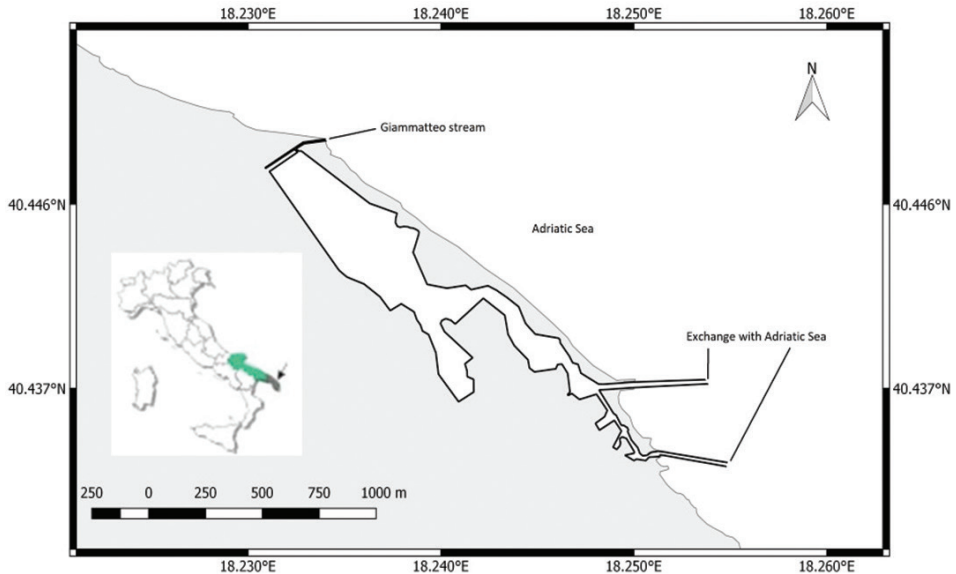 18.230°E 18.240°E 18.250°E 18.260°E
N
Giammatteo stream
40.446°N 40.446°N
Adriatic Sea
Exchange with Adriatic Sea
40.437°N 40.437°N
250 0 250 500 750 1000 m
18.230°E 18.240°E 18.250°E 18.260°E